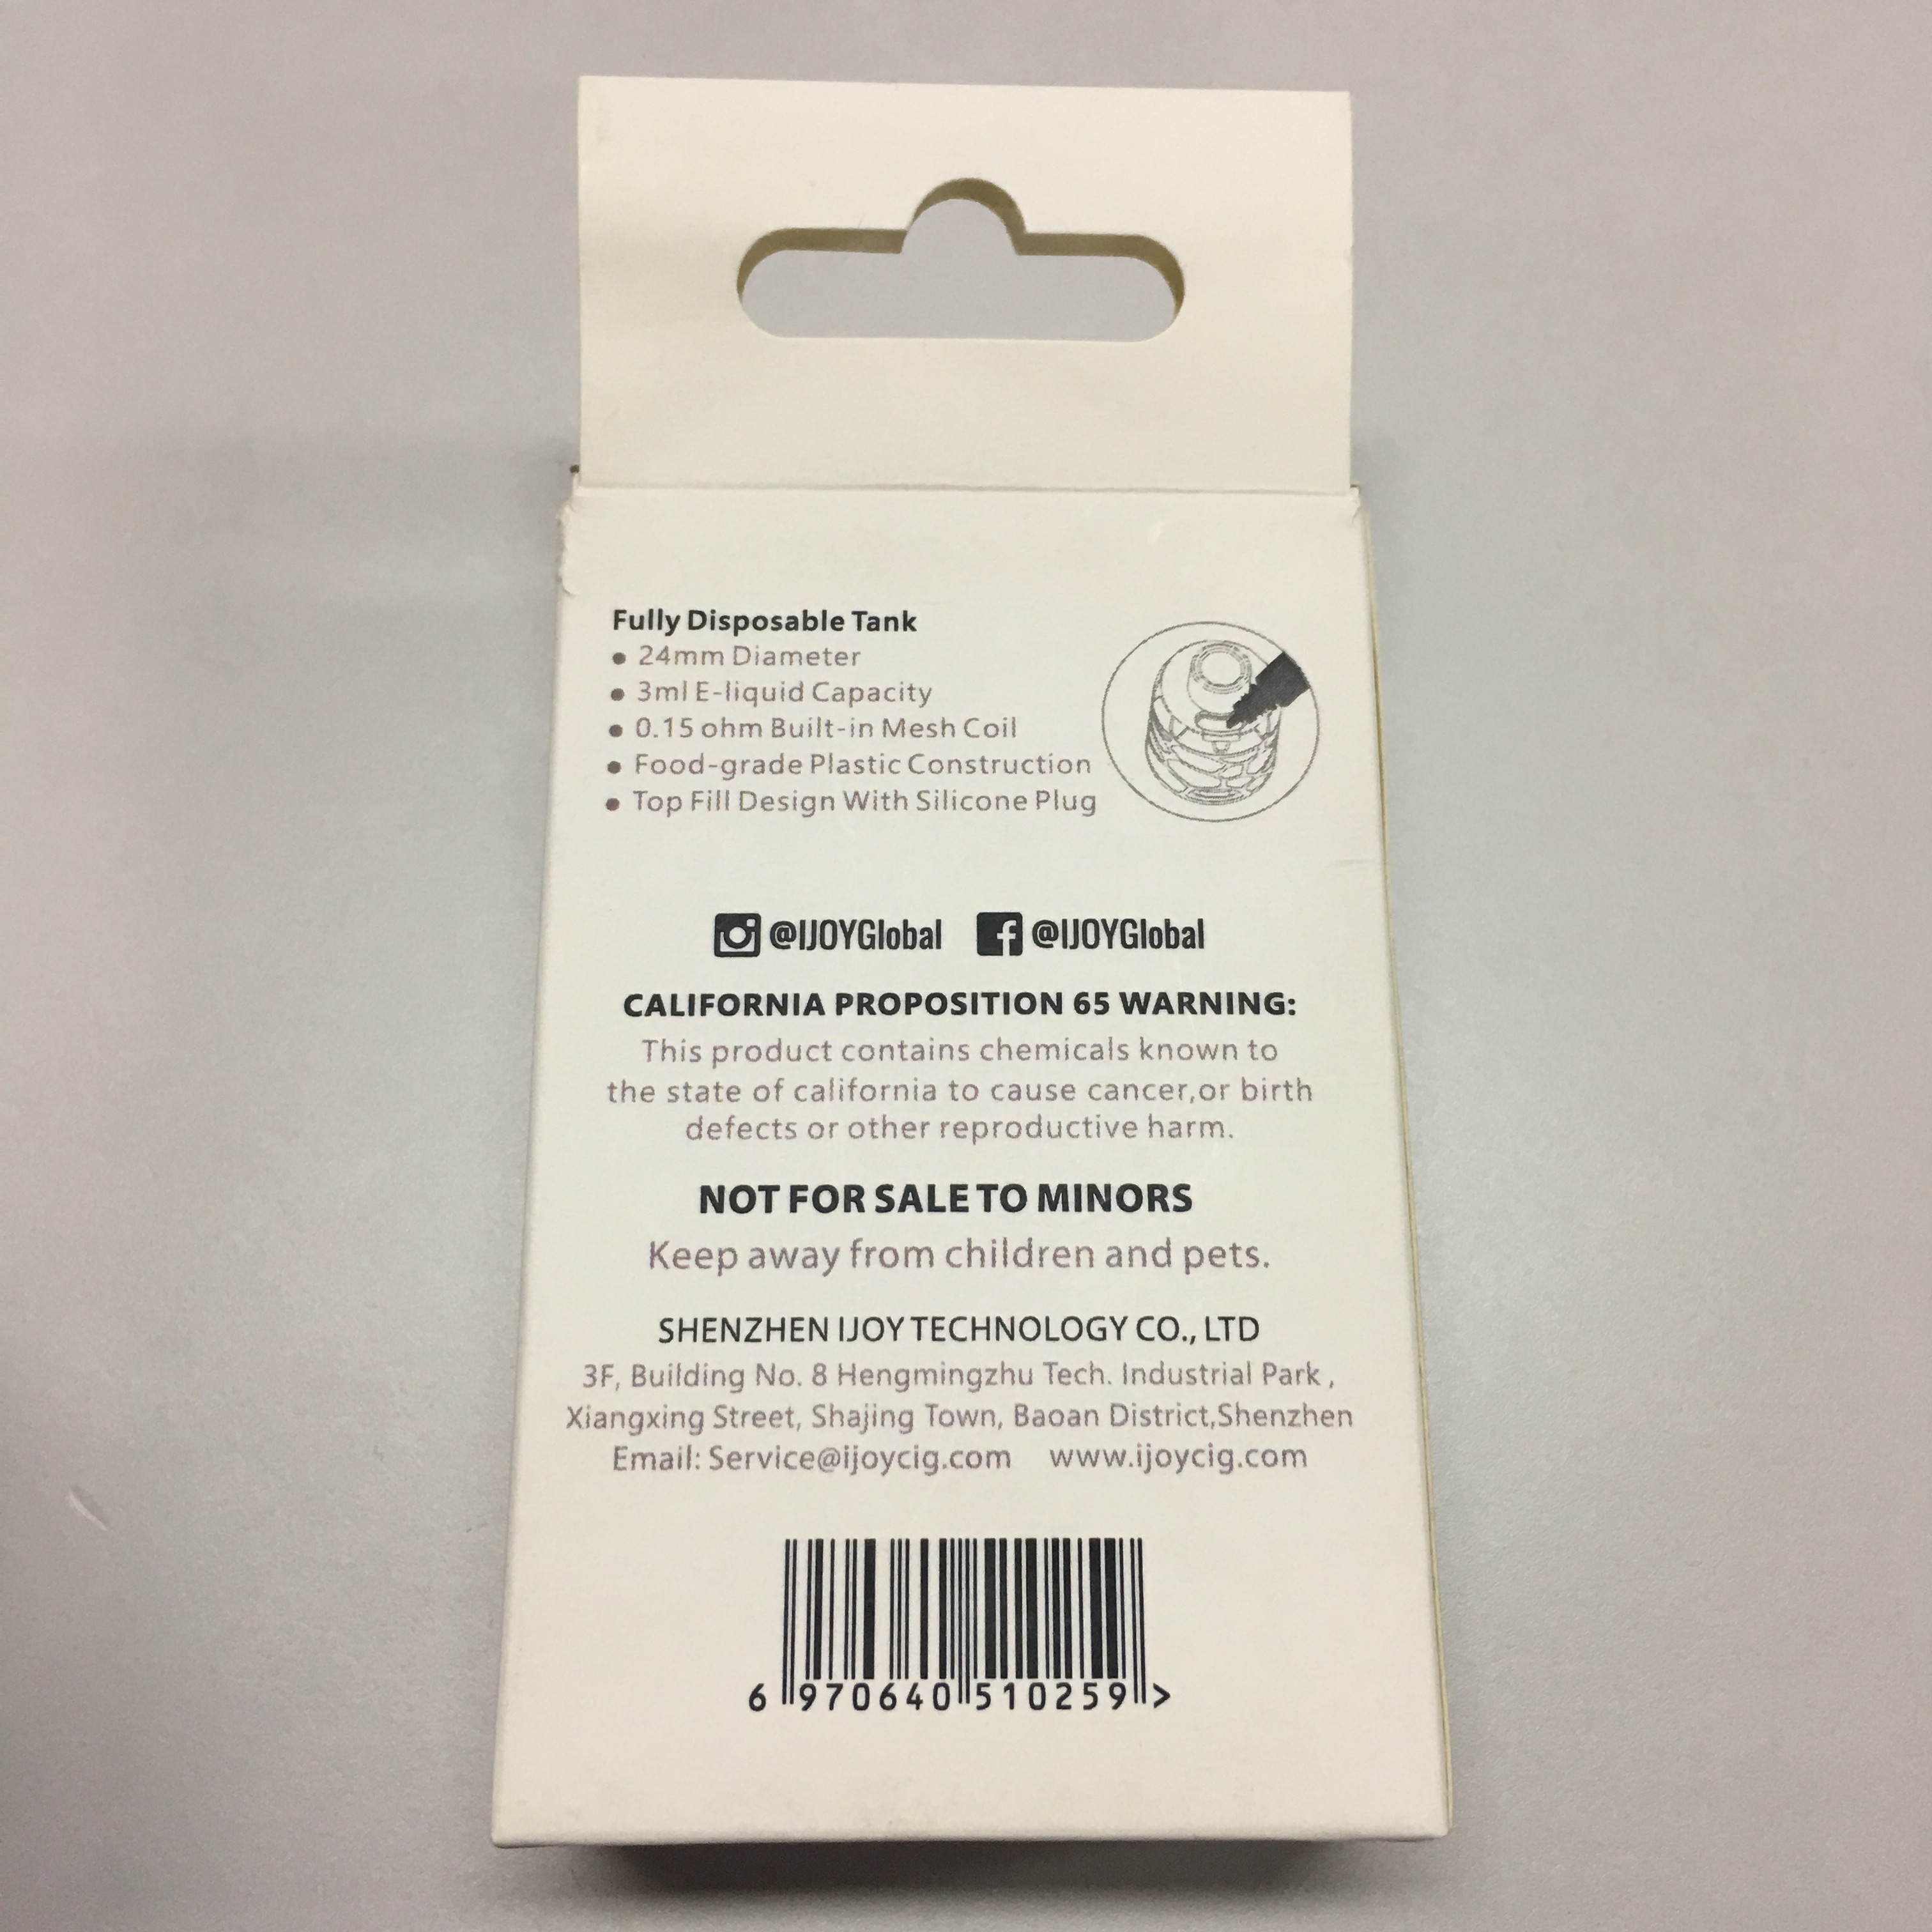 Fully Disposable Tank
● 24mm Diameter
● 3ml E-liquid Capacity
● 0.15 ohm Built-in Mesh Coil
● Food-grade Plastic Construction
● Top Fill Design With Silicone Plug
@IJOYGlobal @IJOYGlobal
CALIFORNIA PROPOSITION 65 WARNING:
This product contains chemicals known to
the state of california to cause cancer,or birth
defects or other reproductive harm.
NOT FOR SALE TO MINORS
Keep away from children and pets.
SHENZHEN IJOY TECHNOLOGY CO., LTD
3F, Building No. 8 Hengmingzhu Tech. Industrial Park ,
Xiangxing Street, Shajing Town, Baoan District,Shenzhen
Email: Service@ijoycig.com www.ijoycig.com
6 970640 510259 >